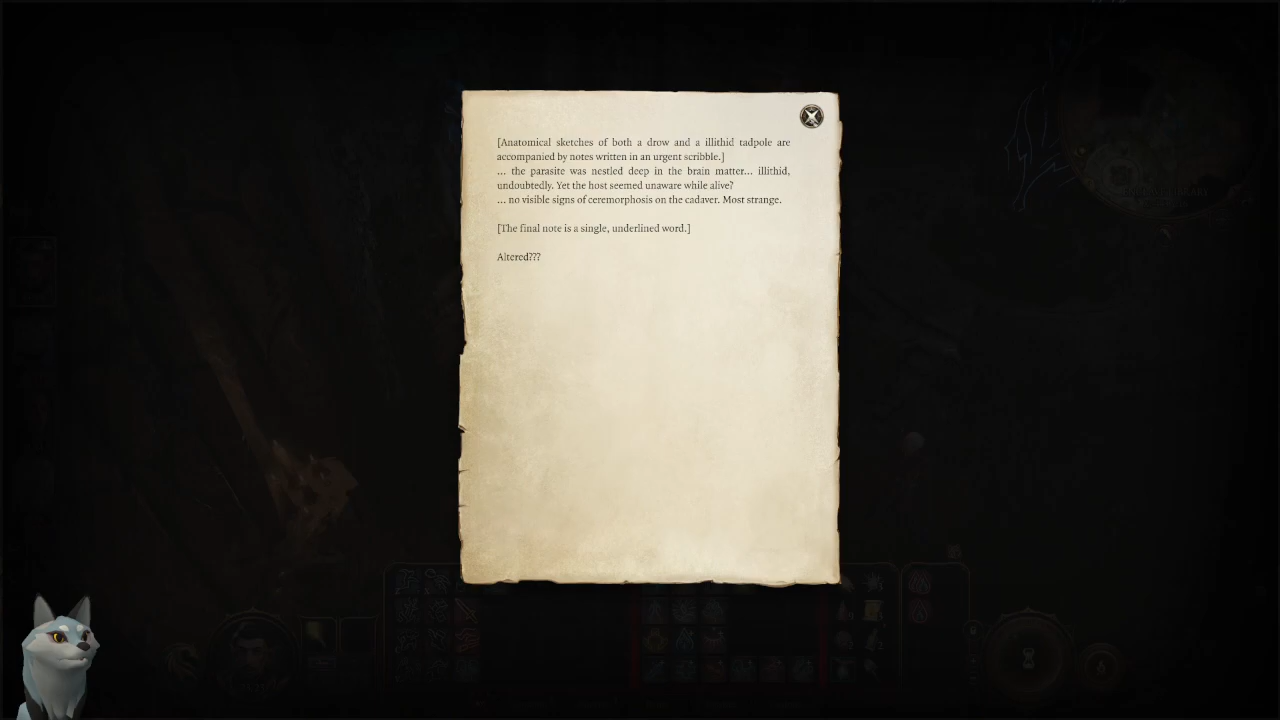 [Anatomical sketches of both a drow and a illithid tadpole are
accompanied by notes written in an urgent scribble.]
... the parasite was nestled deep in the brain matter... illithid,
undoubtedly. Yet the host seemed unaware while alive?
... no visible signs of ceremorphosis on the cadaver. Most strange.
[The final note is a single, underlined word.]
Altered???